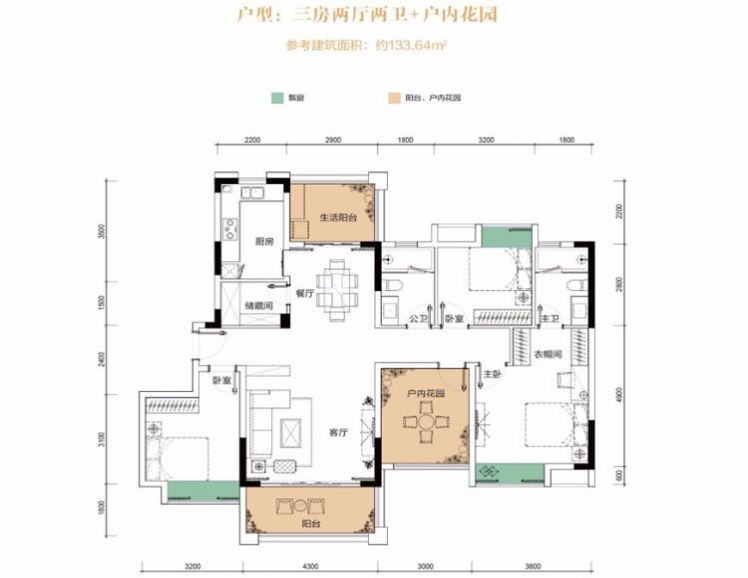 户型：三房两厅两卫+户内花园
参考建筑面积：约133.64m²
飘窗
阳台、户内花园
2200 2900 1800 3200 1800
3500
1500
2400
3100
1800
2200
2800
4900
600
生活阳台
厨房
餐厅
储藏间
公卫
卧室
主卫
衣帽间
主卧
卧室
户内花园
客厅
阳台
3200 4300 3000 3800